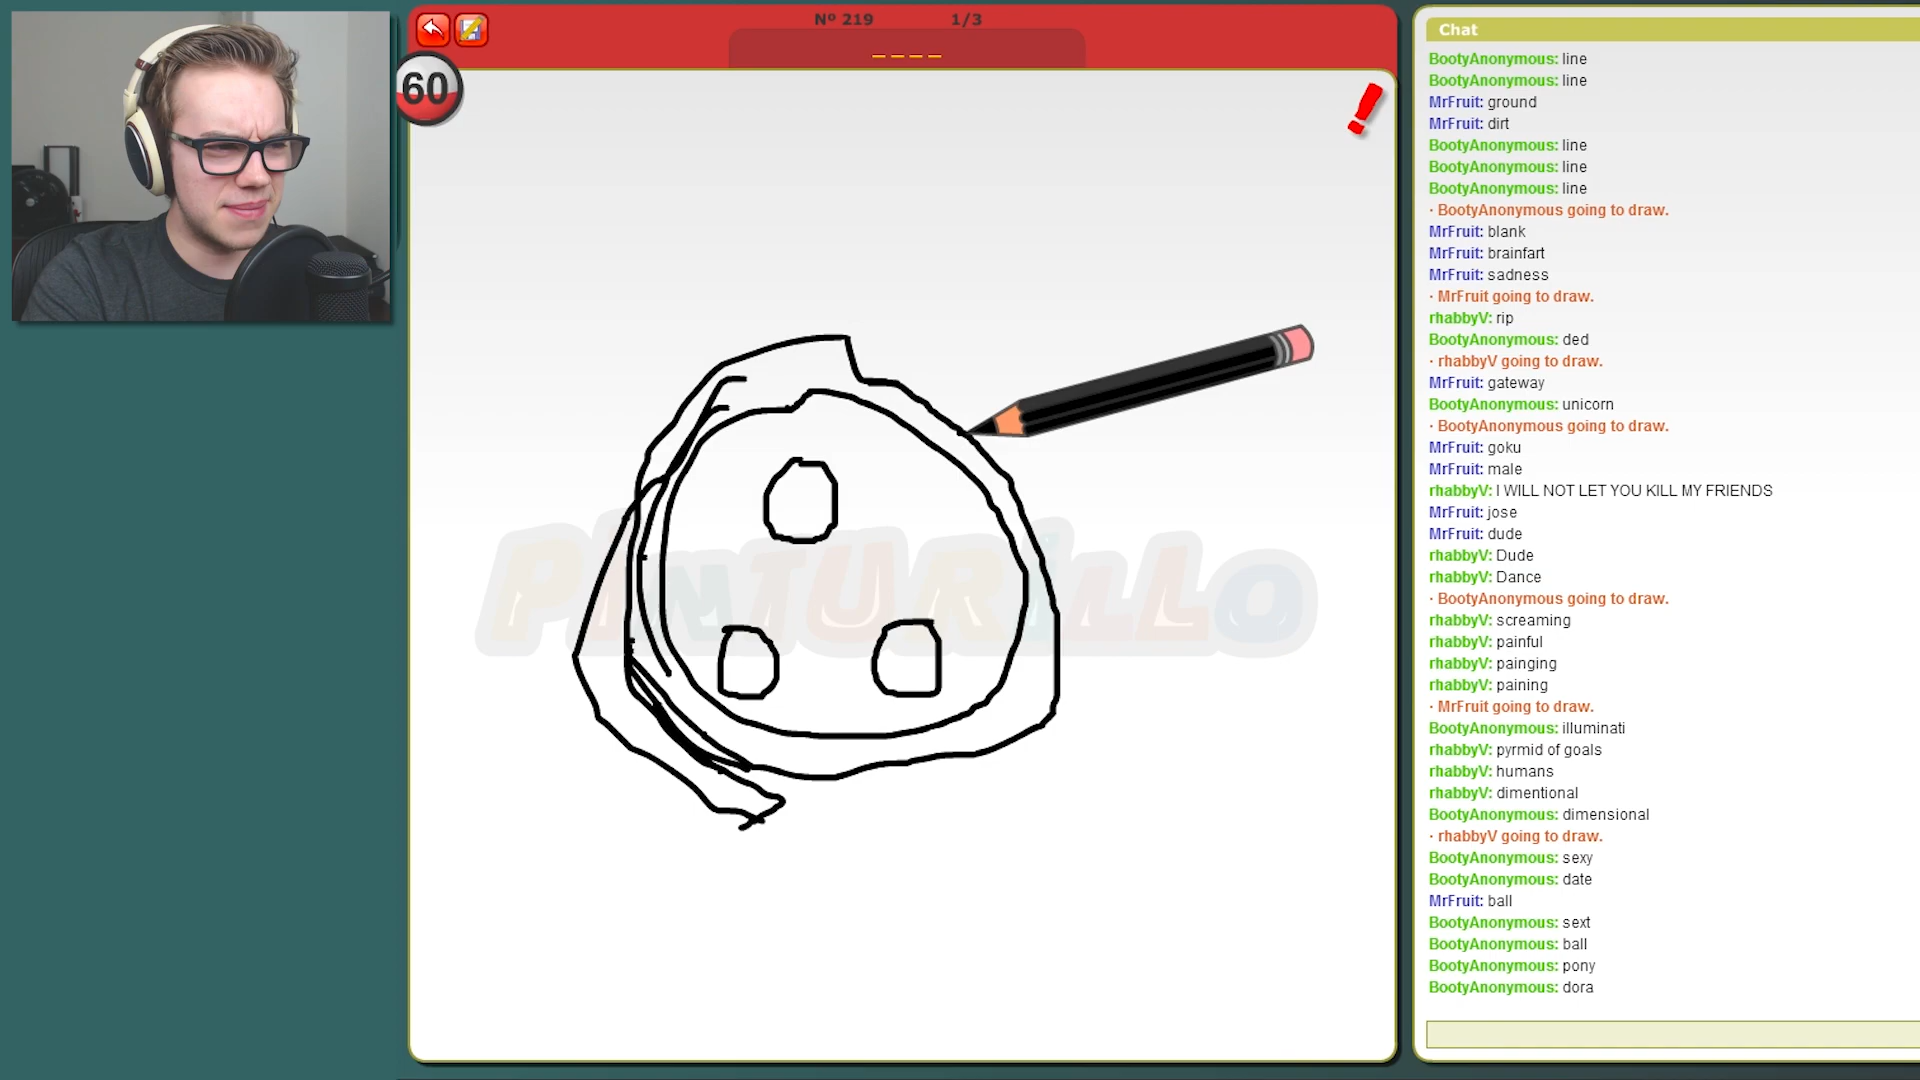 Nº 219 1/3
_ _ _ _
60
PINTURILLO
Chat
BootyAnonymous: line
BootyAnonymous: line
MrFruit: ground
MrFruit: dirt
BootyAnonymous: line
BootyAnonymous: line
BootyAnonymous: line
· BootyAnonymous going to draw.
MrFruit: blank
MrFruit: brainfart
MrFruit: sadness
· MrFruit going to draw.
rhabbyV: rip
BootyAnonymous: ded
· rhabbyV going to draw.
MrFruit: gateway
BootyAnonymous: unicorn
· BootyAnonymous going to draw.
MrFruit: goku
MrFruit: male
rhabbyV: I WILL NOT LET YOU KILL MY FRIENDS
MrFruit: jose
MrFruit: dude
rhabbyV: Dude
rhabbyV: Dance
· BootyAnonymous going to draw.
rhabbyV: screaming
rhabbyV: painful
rhabbyV: painging
rhabbyV: paining
· MrFruit going to draw.
BootyAnonymous: illuminati
rhabbyV: pyrmid of goals
rhabbyV: humans
rhabbyV: dimentional
BootyAnonymous: dimensional
· rhabbyV going to draw.
BootyAnonymous: sexy
BootyAnonymous: date
MrFruit: ball
BootyAnonymous: sext
BootyAnonymous: ball
BootyAnonymous: pony
BootyAnonymous: dora